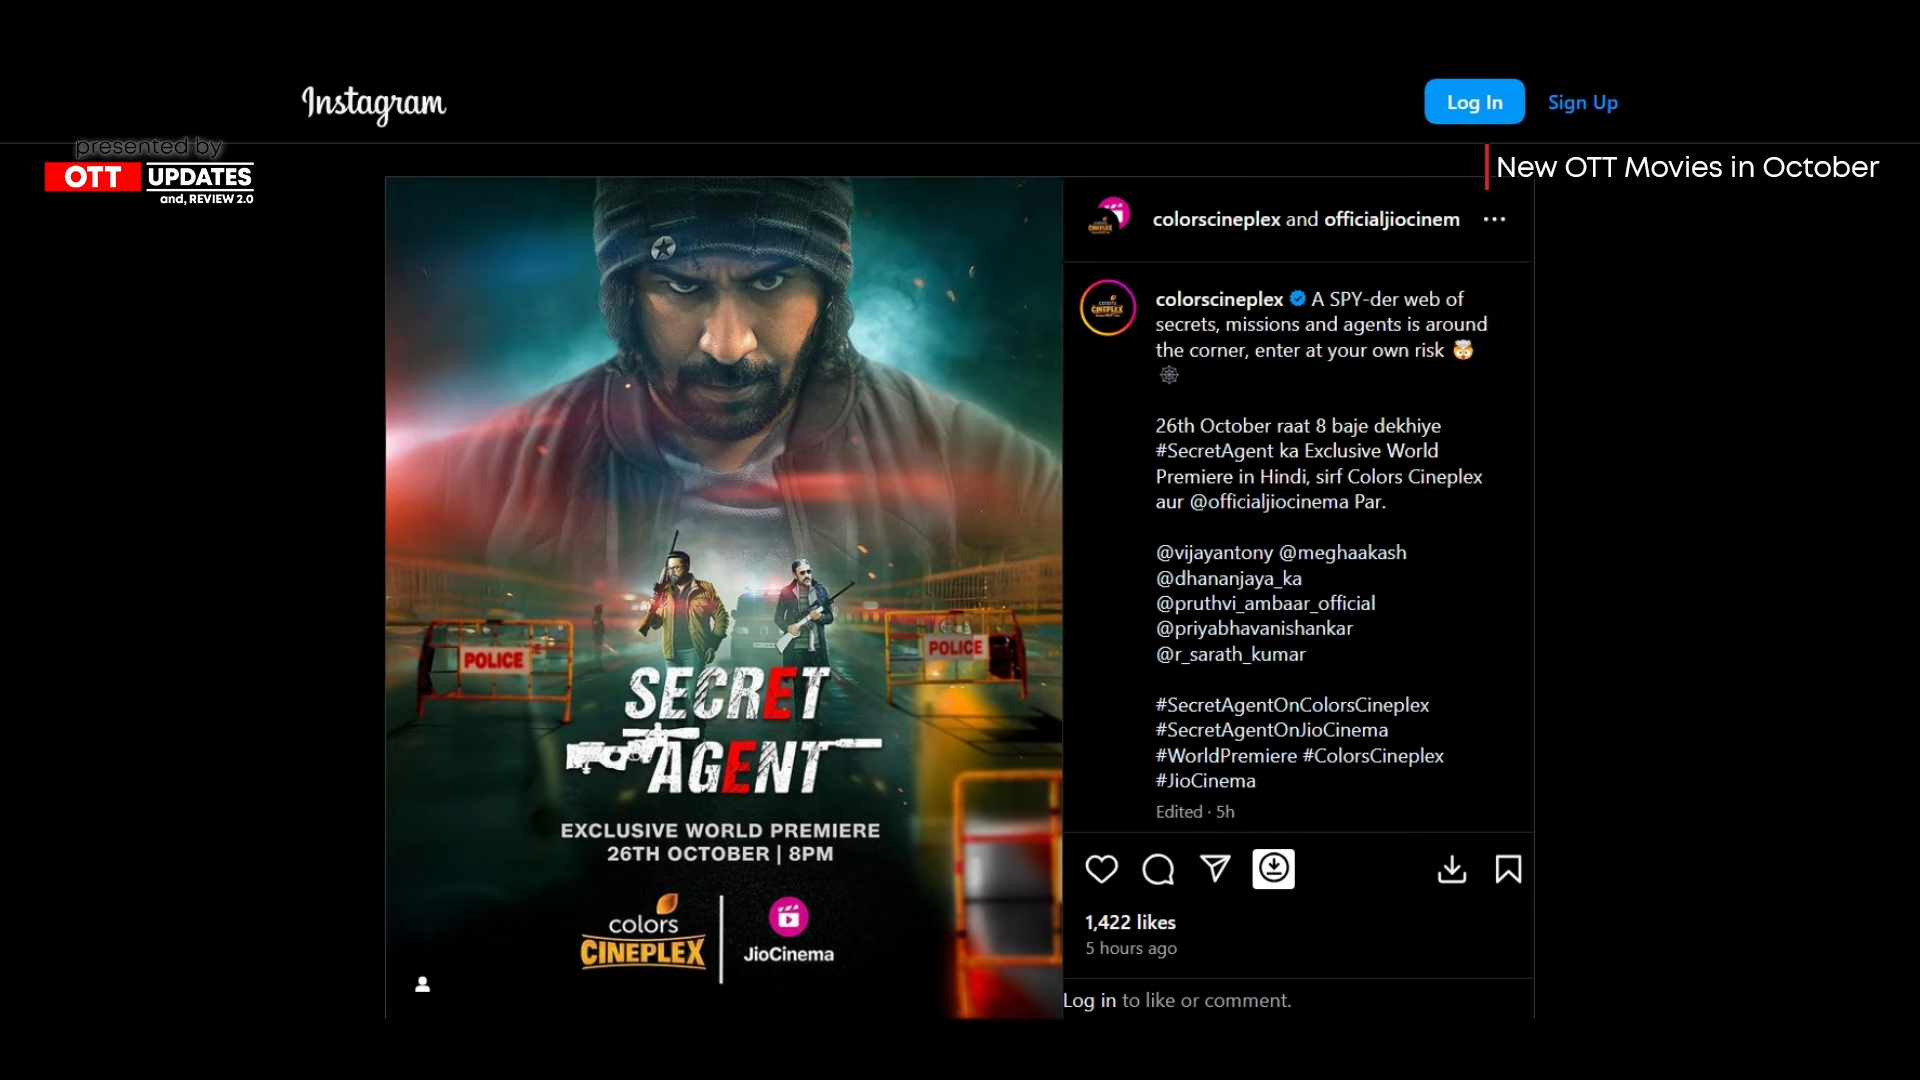 Instagram
Log In
Sign Up
presented by
OTT UPDATES
and, REVIEW 2.0
New OTT Movies in October
POLICE
POLICE
SECRET
AGENT
EXCLUSIVE WORLD PREMIERE
26TH OCTOBER | 8PM
colors
CINEPLEX
JioCinema
colorscineplex and officialjiocinem
colorscineplex A SPY-der web of
secrets, missions and agents is around
the corner, enter at your own risk 🤯
🕸
26th October raat 8 baje dekhiye
#SecretAgent ka Exclusive World
Premiere in Hindi, sirf Colors Cineplex
aur @officialjiocinema Par.
@vijayantony @meghaakash
@dhananjaya_ka
@pruthvi_ambaar_official
@priyabhavanishankar
@r_sarath_kumar
#SecretAgentOnColorsCineplex
#SecretAgentOnJioCinema
#WorldPremiere #ColorsCineplex
#JioCinema
Edited · 5h
1,422 likes
5 hours ago
Log in to like or comment.